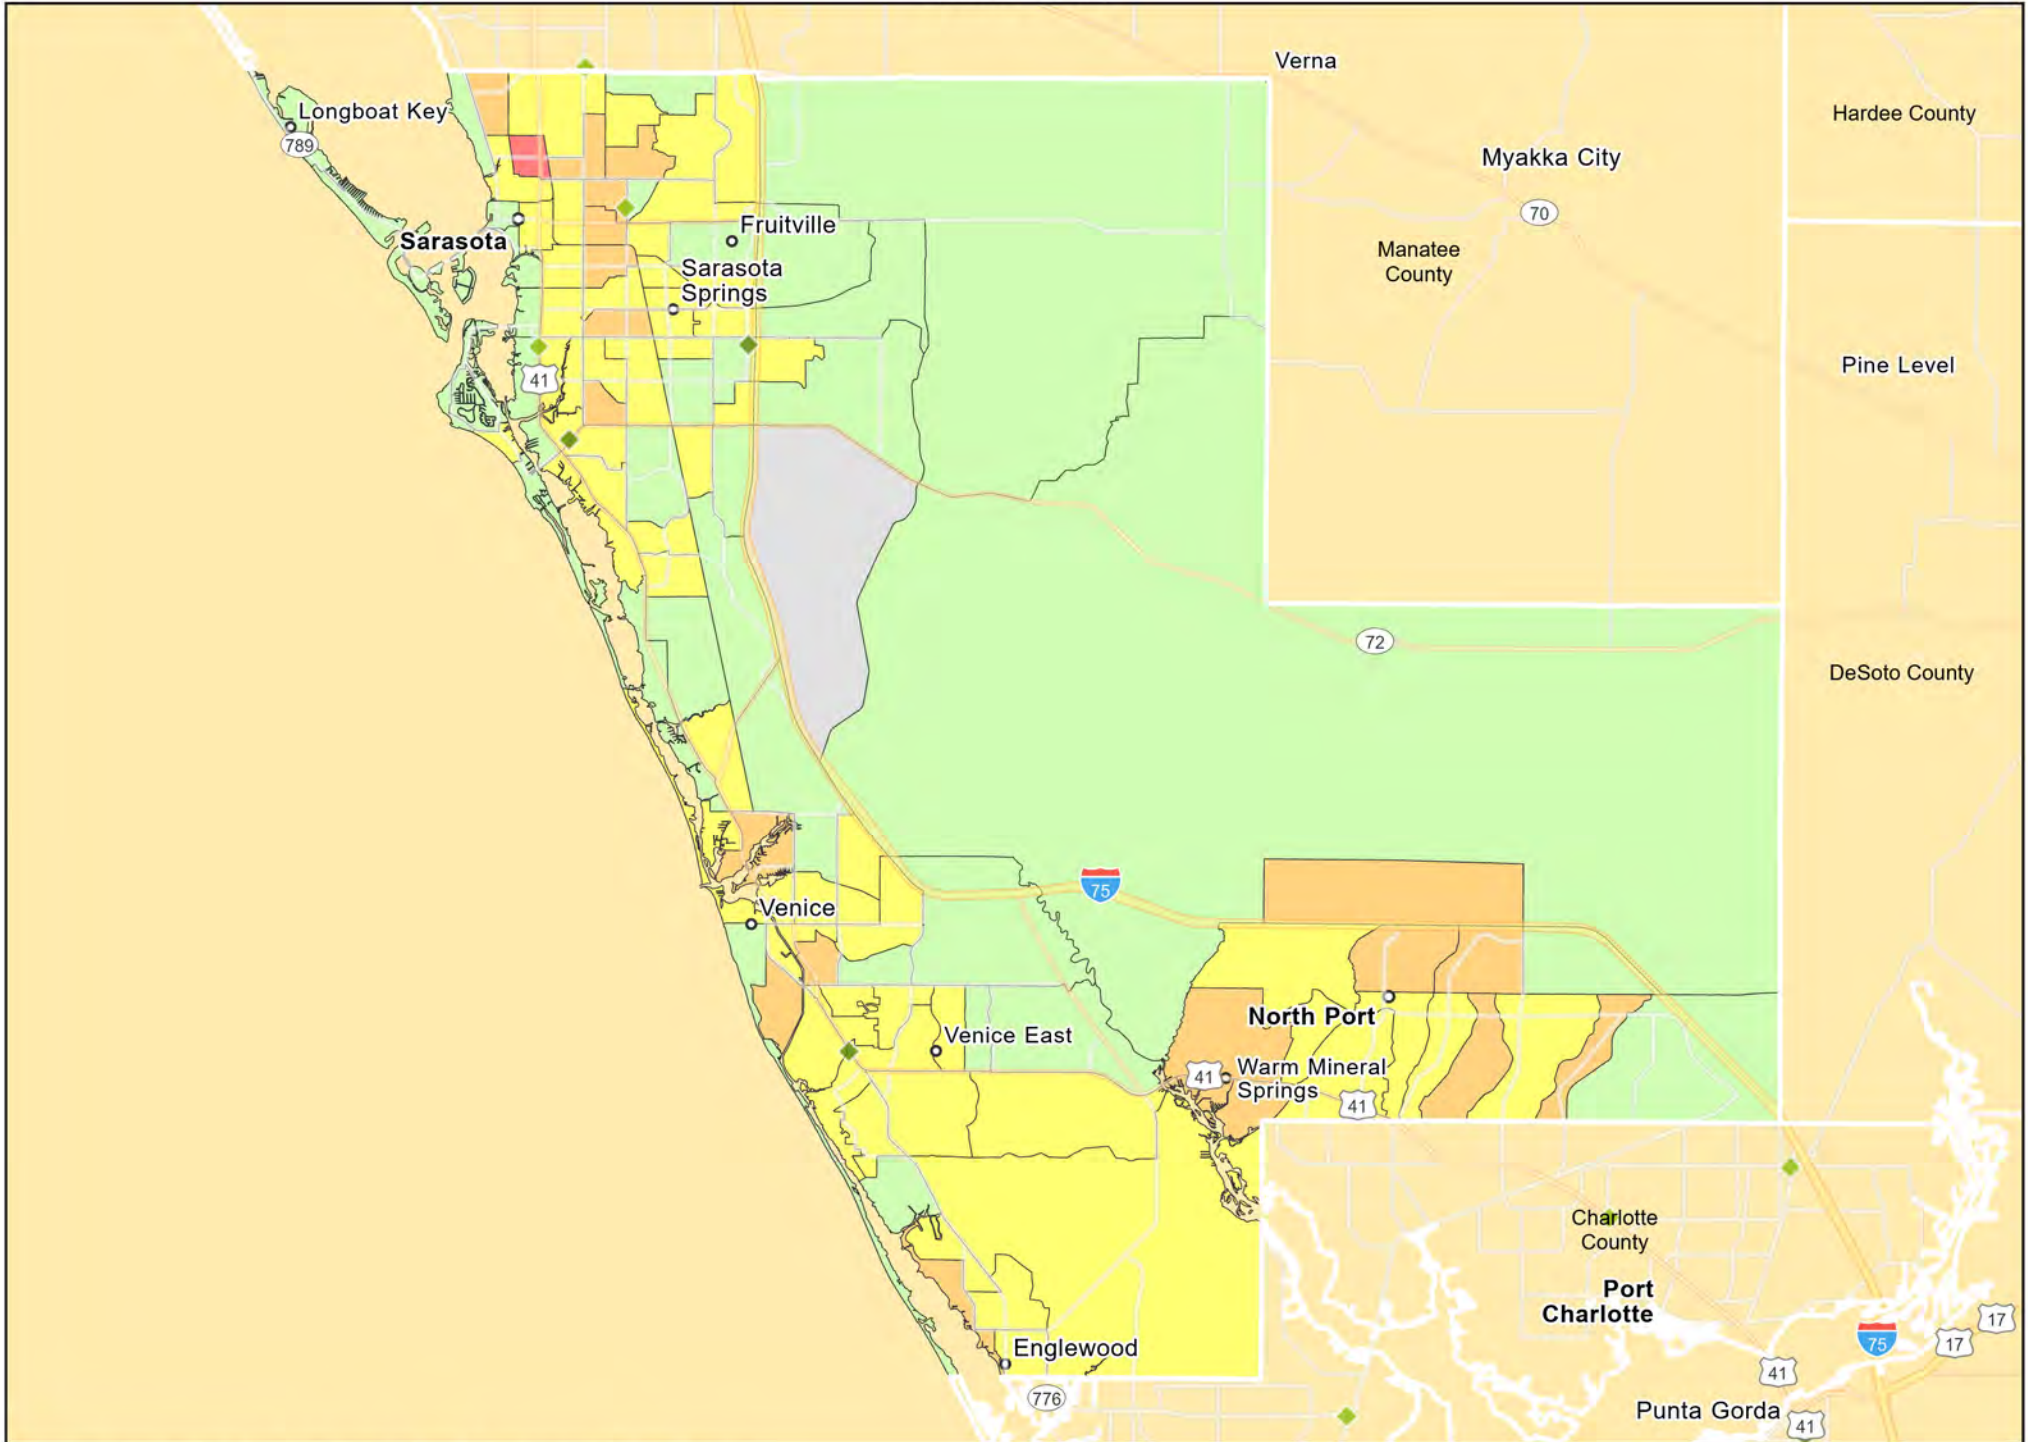 Verna
Longboat Key
789
Hardee County
Myakka City
70
Fruitville
Sarasota
Manatee
County
Sarasota
Springs
Pine Level
41
72
DeSoto County
75
Venice
North Port
Venice East
Warm Mineral
Springs
41
41
Charlotte
County
Port
Charlotte
17
75
17
Englewood
41
776
Punta Gorda
41